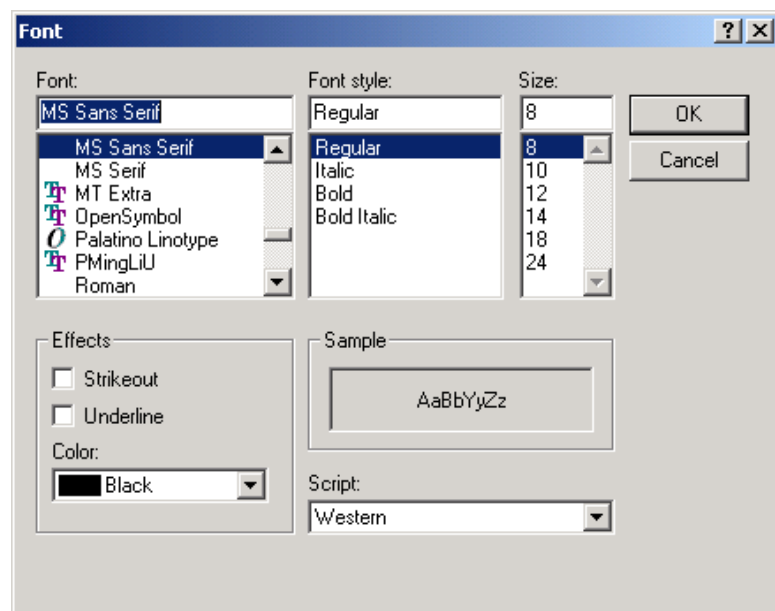 Font
Font:
MS Sans Serif
MS Sans Serif
MS Serif
MT Extra
OpenSymbol
Palatino Linotype
PMingLiU
Roman
Font style:
Regular
Regular
Italic
Bold
Bold Italic
Size:
8
8
10
12
14
18
24
OK
Cancel
Effects
Strikeout
Underline
Color:
Black
Sample
AaBbYyZz
Script:
Western